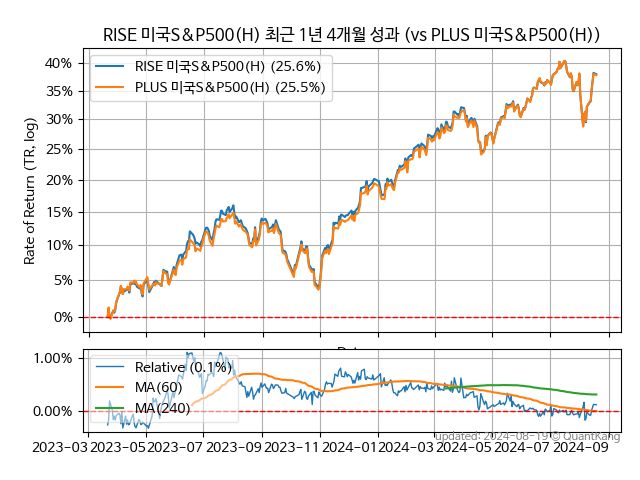 RISE 미국S&P500(H) 최근 1년 4개월 성과 (vs PLUS 미국S&P500(H))
Rate of Return (TR, log)
40%
35%
30%
25%
20%
15%
10%
5%
0%
RISE 미국S&P500(H) (25.6%)
PLUS 미국S&P500(H) (25.5%)
1.00%
0.00%
Relative (0.1%)
MA(60)
MA(240)
updated: 2024-08-19 © QuantKang
2023-03 2023-05 2023-07 2023-09 2023-11 2024-01 2024-03 2024-05 2024-07 2024-09